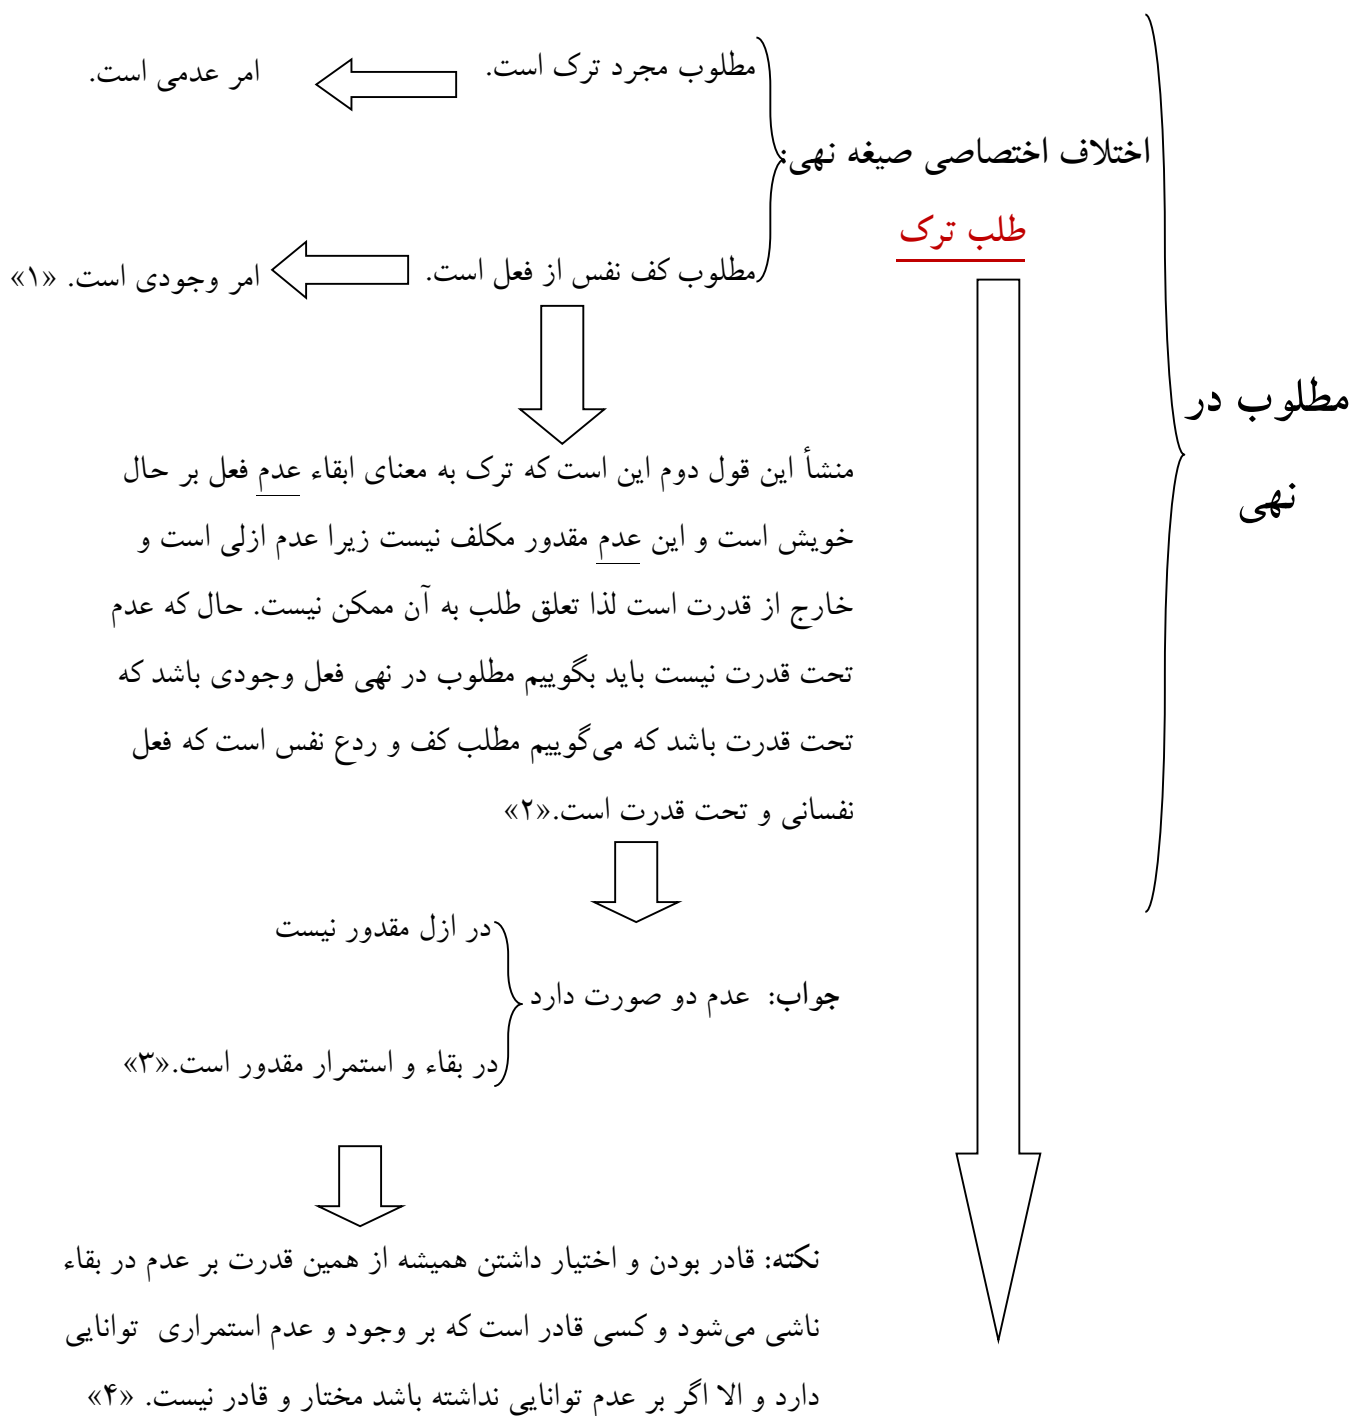 مطلوب در
نهی
اختلاف اختصاصی صیغه نهی:
طلب ترک
مطلوب مجرد ترک است.
امر عدمی است.
مطلوب کف نفس از فعل است.
امر وجودی است. «۱»
منشأ این قول دوم این است که ترک به معنای ابقاء عدم فعل بر حال
خویش است و این عدم مقدور مکلف نیست زیرا عدم ازلی است و
خارج از قدرت است لذا تعلق طلب به آن ممکن نیست. حال که عدم
تحت قدرت نیست باید بگوییم مطلوب در نهی فعل وجودی باشد که
تحت قدرت باشد که می‌گوییم مطلب کف و ردع نفس است که فعل
نفسانی و تحت قدرت است.«۲»
جواب: عدم دو صورت دارد
در ازل مقدور نیست
در بقاء و استمرار مقدور است.«۳»
نکته: قادر بودن و اختیار داشتن همیشه از همین قدرت بر عدم در بقاء
ناشی می‌شود و کسی قادر است که بر وجود و عدم استمراری توانایی
دارد و الا اگر بر عدم توانایی نداشته باشد مختار و قادر نیست. «۴»